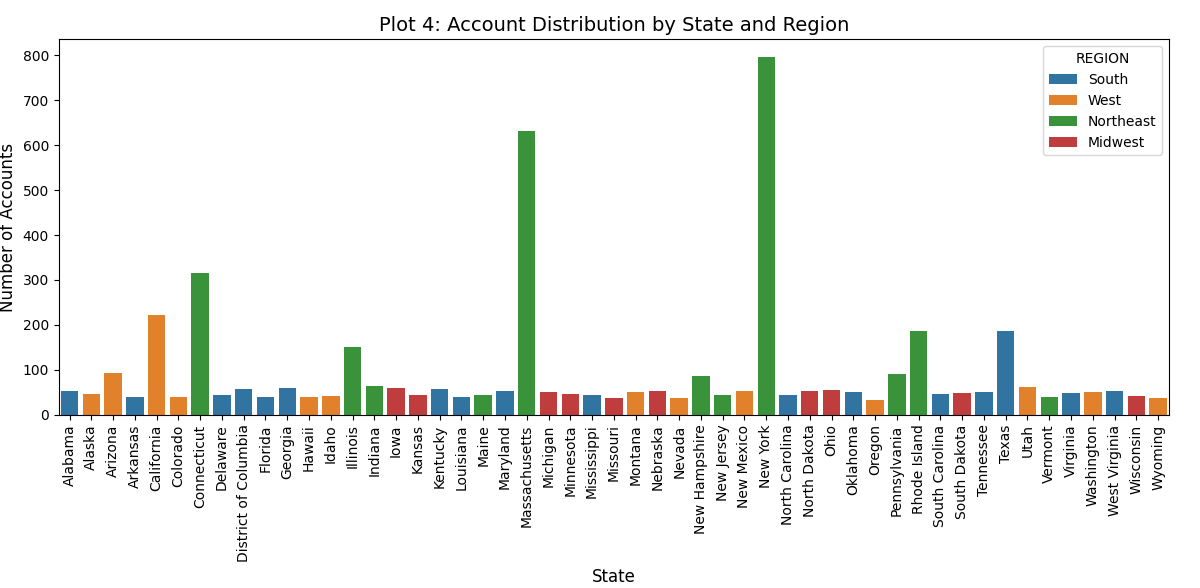 Plot 4: Account Distribution by State and Region
Number of Accounts
800
700
600
500
400
300
200
100
0
REGION
South
West
Northeast
Midwest
Alabama
Alaska
Arizona
Arkansas
California
Colorado
Connecticut
Delaware
District of Columbia
Florida
Georgia
Hawaii
Idaho
Illinois
Indiana
Iowa
Kansas
Kentucky
Louisiana
Maine
Maryland
Massachusetts
Michigan
Minnesota
Mississippi
Missouri
Montana
Nebraska
Nevada
New Hampshire
New Jersey
New Mexico
New York
North Carolina
North Dakota
Ohio
Oklahoma
Oregon
Pennsylvania
Rhode Island
South Carolina
South Dakota
Tennessee
Texas
Utah
Vermont
Virginia
Washington
West Virginia
Wisconsin
Wyoming
State